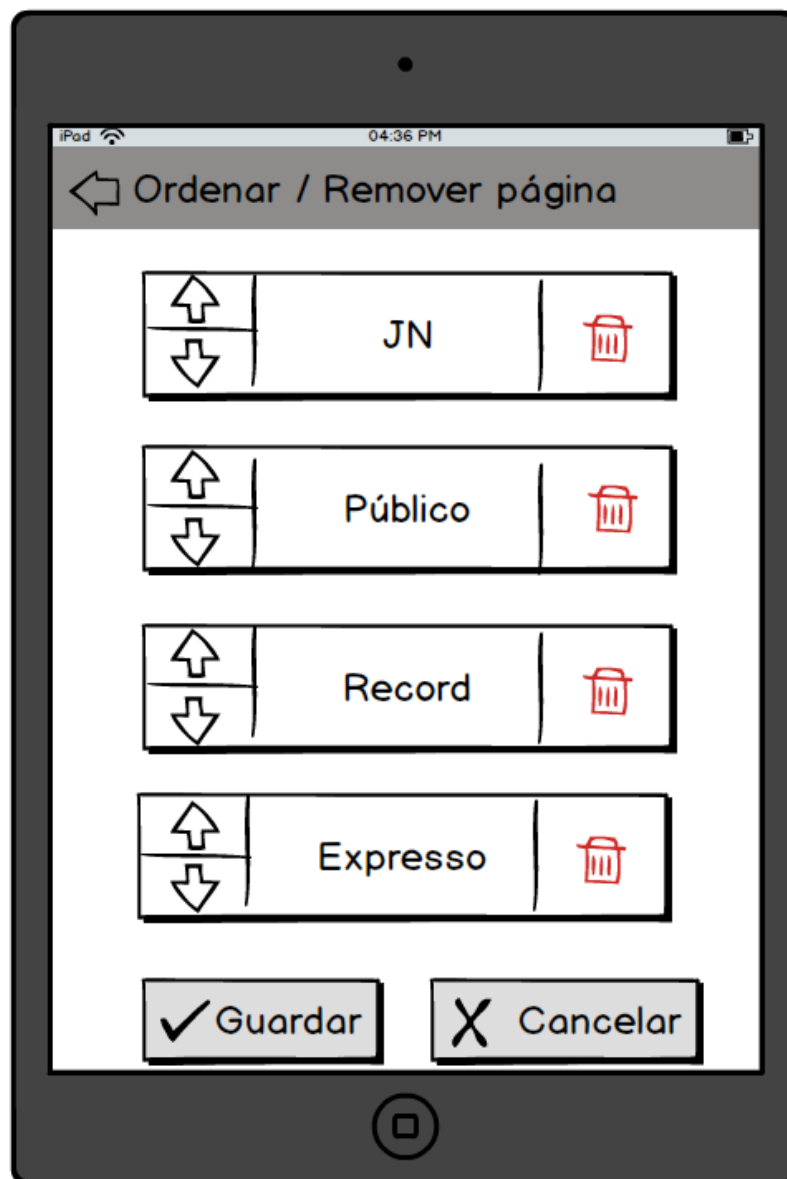 iPad 04:36 PM
Ordenar / Remover página
JN
Público
Record
Expresso
Guardar Cancelar